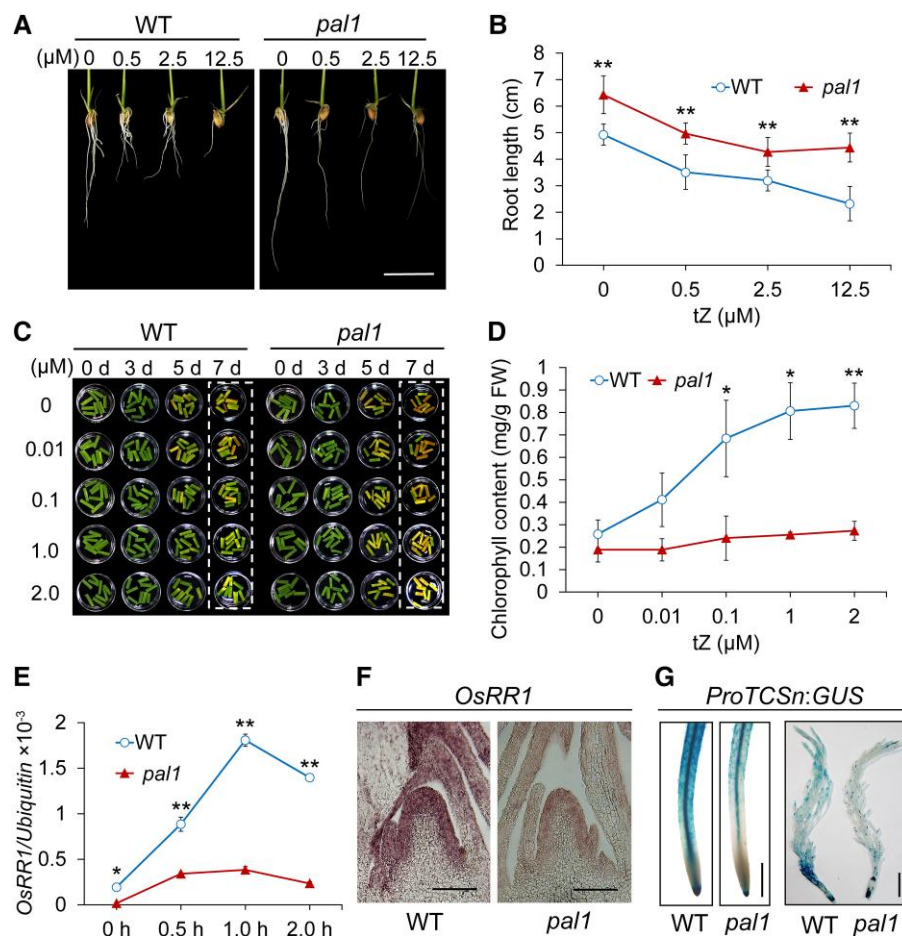 A
WT
pal1
(µM) 0 0.5 2.5 12.5 0 0.5 2.5 12.5
B
Root length (cm)
8
7
6
5
4
3
2
1
0
WT pal1
** ** ** **
0 0.5 2.5 12.5
tZ (µM)
C
WT
pal1
(µM) 0 d 3 d 5 d 7 d 0 d 3 d 5 d 7 d
0
0.01
0.1
1.0
2.0
D
Chlorophyll content (mg/g FW)
1
0.9
0.8
0.7
0.6
0.5
0.4
0.3
0.2
0.1
0
WT pal1
* * **
0 0.01 0.1 1 2
tZ (µM)
E
OsRR1/Ubiquitin ×10⁻³
2
1.5
1
0.5
0
WT
pal1
* ** ** **
0 h 0.5 h 1.0 h 2.0 h
F
OsRR1
WT pal1
G
ProTCSn:GUS
WT pal1 WT pal1